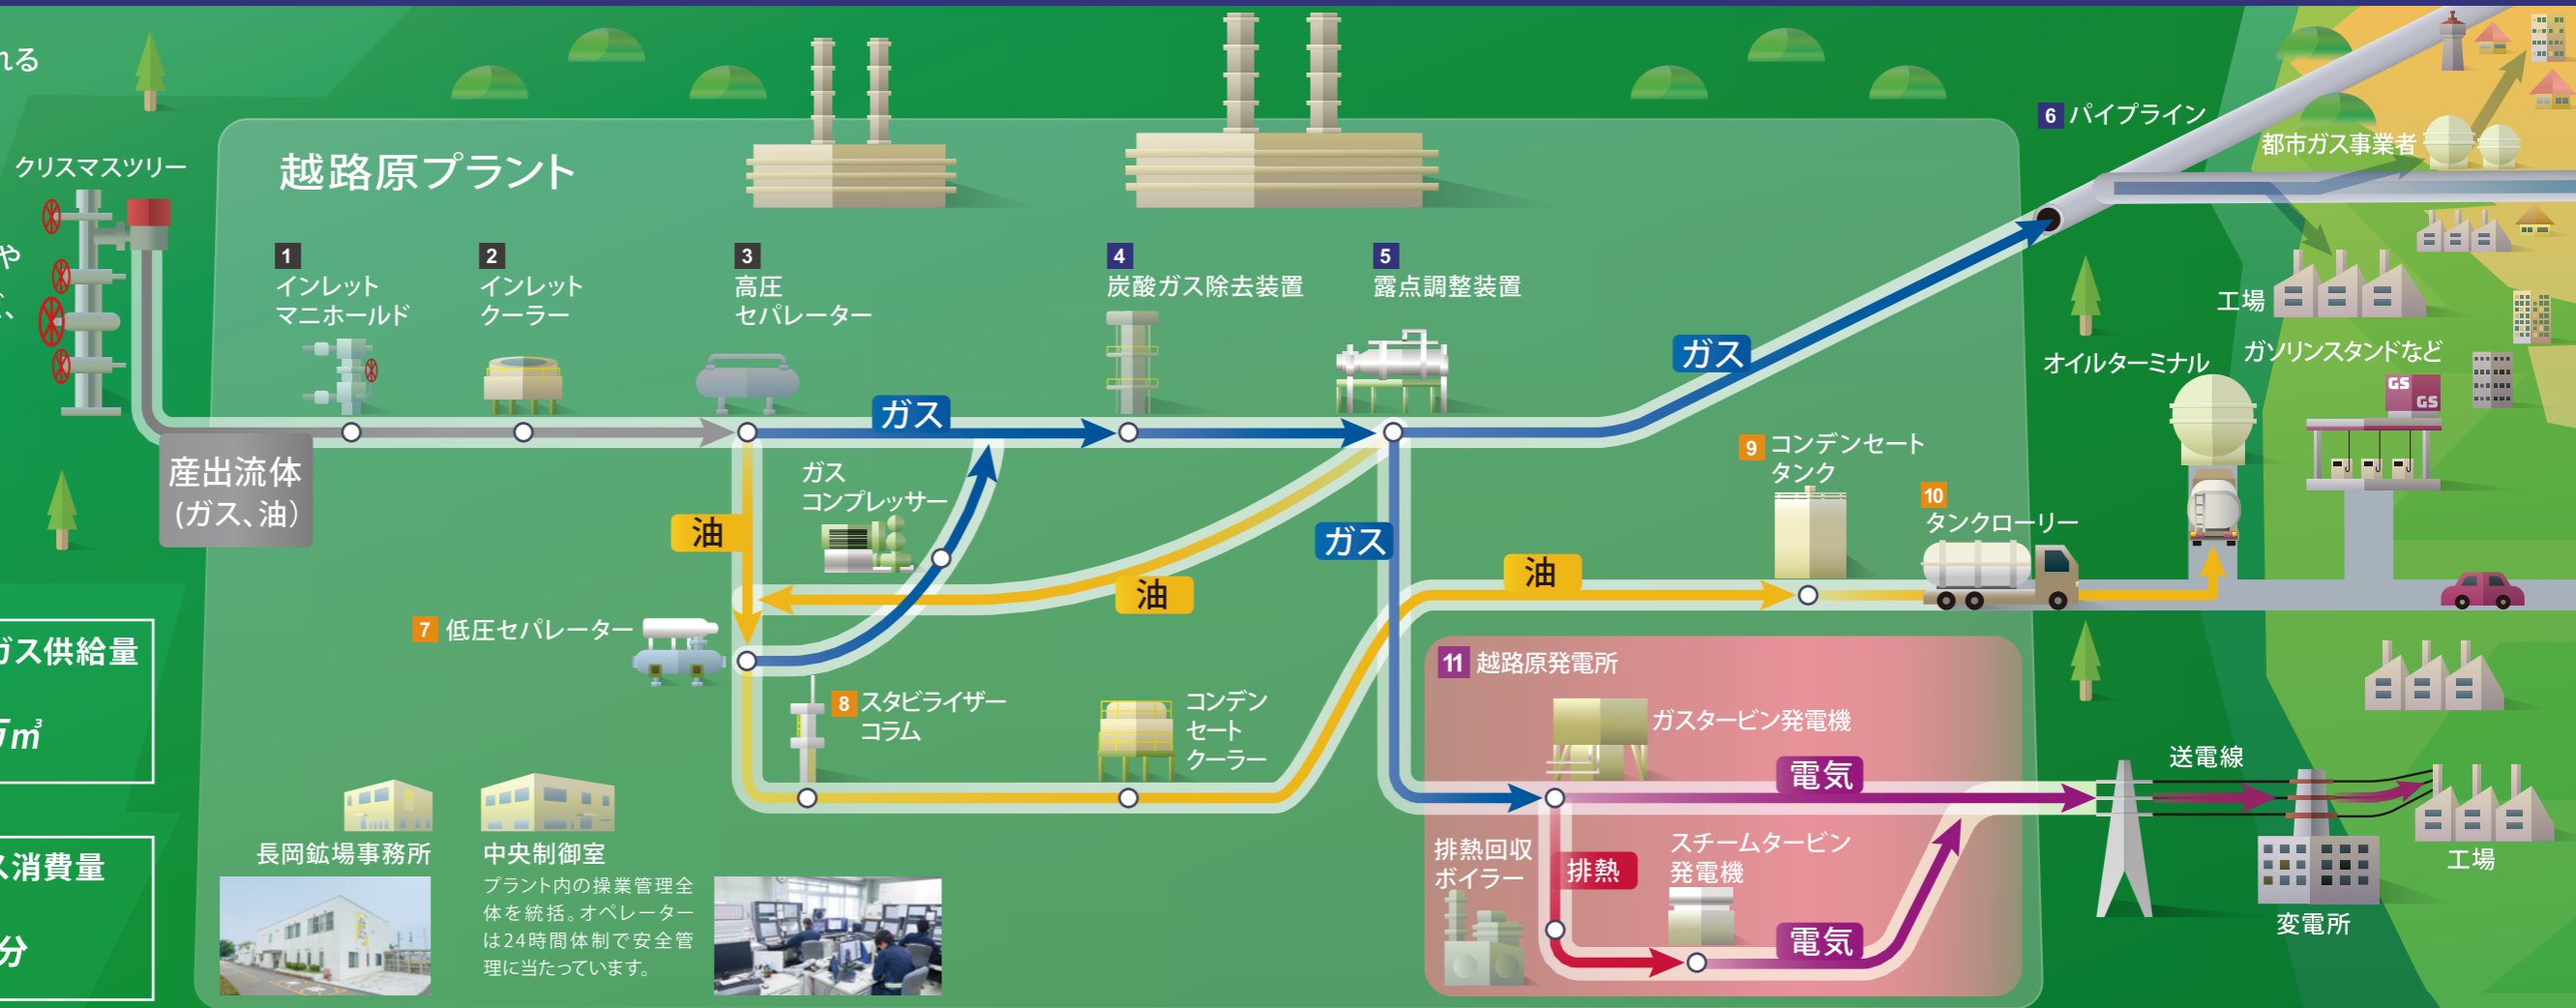 れる
クリスマスツリー
や
ご、
越路原プラント
1
インレット
マニホールド
2
インレット
クーラー
3
高圧
セパレーター
4
炭酸ガス除去装置
5
露点調整装置
6 パイプライン
都市ガス事業者
工場
ガソリンスタンドなど
オイルターミナル
GS
GS
ガス
ガス
産出流体
(ガス、油)
ガス
コンプレッサー
油
油
ガス
油
9 コンデンセート
タンク
10
タンクローリー
7 低圧セパレーター
8 スタビライザー
コラム
コンデン
セート
クーラー
11 越路原発電所
ガスタービン発電機
電気
排熱回収
ボイラー
排熱
スチームタービン
発電機
電気
送電線
変電所
工場
ガス供給量
万㎥
ス消費量
分
長岡鉱場事務所
中央制御室
プラント内の操業管理全
体を統括。オペレーター
は24時間体制で安全管
理に当たっています。